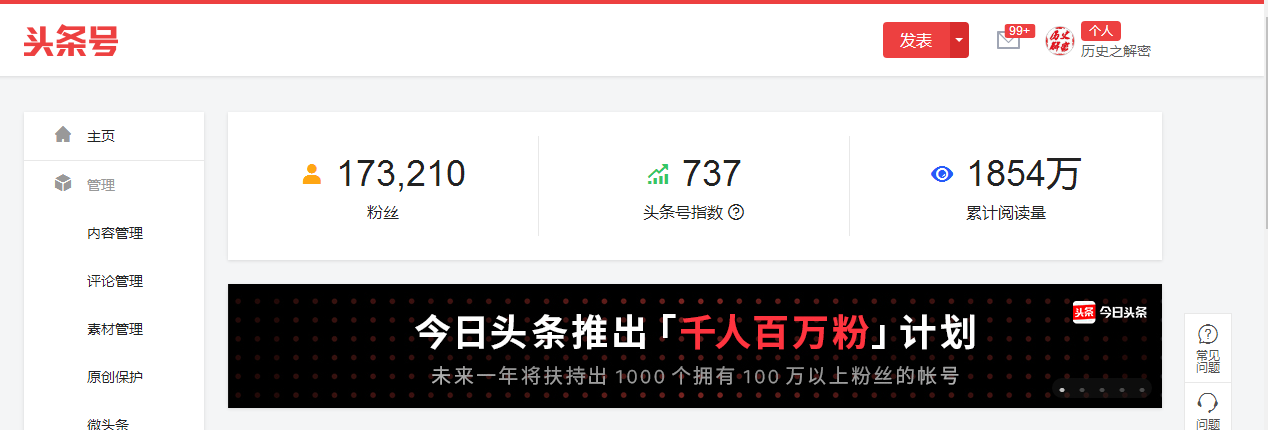 头条号
发表
99+
个人
历史之解密
历史解密
主页
管理
内容管理
评论管理
素材管理
原创保护
微头条
173,210
粉丝
737
头条号指数
1854万
累计阅读量
头条 今日头条
今日头条推出「千人百万粉」计划
未来一年将扶持出 1000 个拥有 100 万以上粉丝的帐号
常见
问题
问题